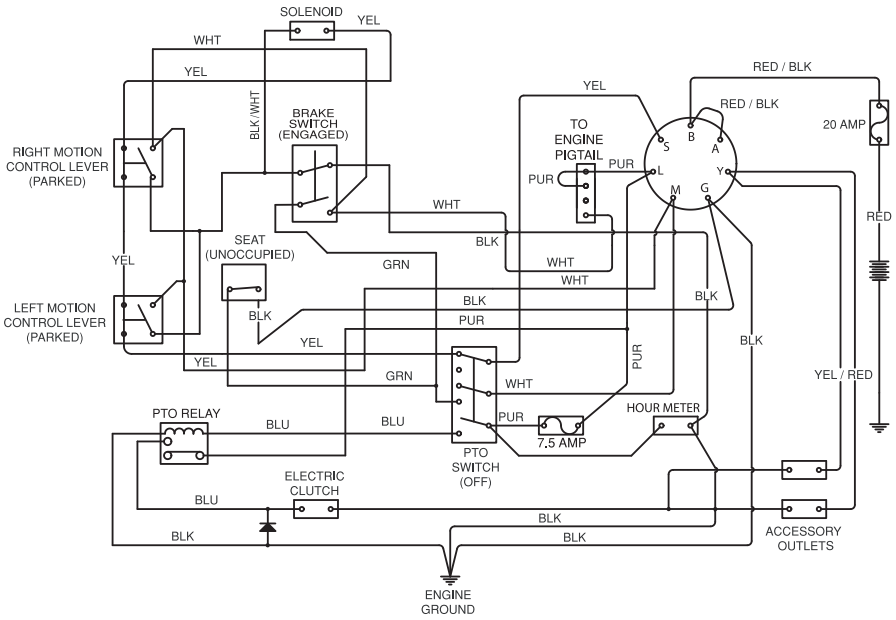 SOLENOID
YEL
WHT
YEL
BLK/WHT
BRAKE
SWITCH
(ENGAGED)
RIGHT MOTION
CONTROL LEVER
(PARKED)
YEL
TO
ENGINE
PIGTAIL
PUR
PUR
RED / BLK
RED / BLK
20 AMP
B
S
A
L
Y
M
G
WHT
BLK
RED
SEAT
(UNOCCUPIED)
GRN
WHT
WHT
YEL
BLK
BLK
BLK
LEFT MOTION
CONTROL LEVER
(PARKED)
PUR
YEL
BLK
YEL
PUR
GRN
WHT
YEL / RED
PTO RELAY
BLU
BLU
PUR
HOUR METER
7.5 AMP
PTO
SWITCH
(OFF)
ELECTRIC
CLUTCH
BLU
BLK
BLK
BLK
ACCESSORY
OUTLETS
ENGINE
GROUND